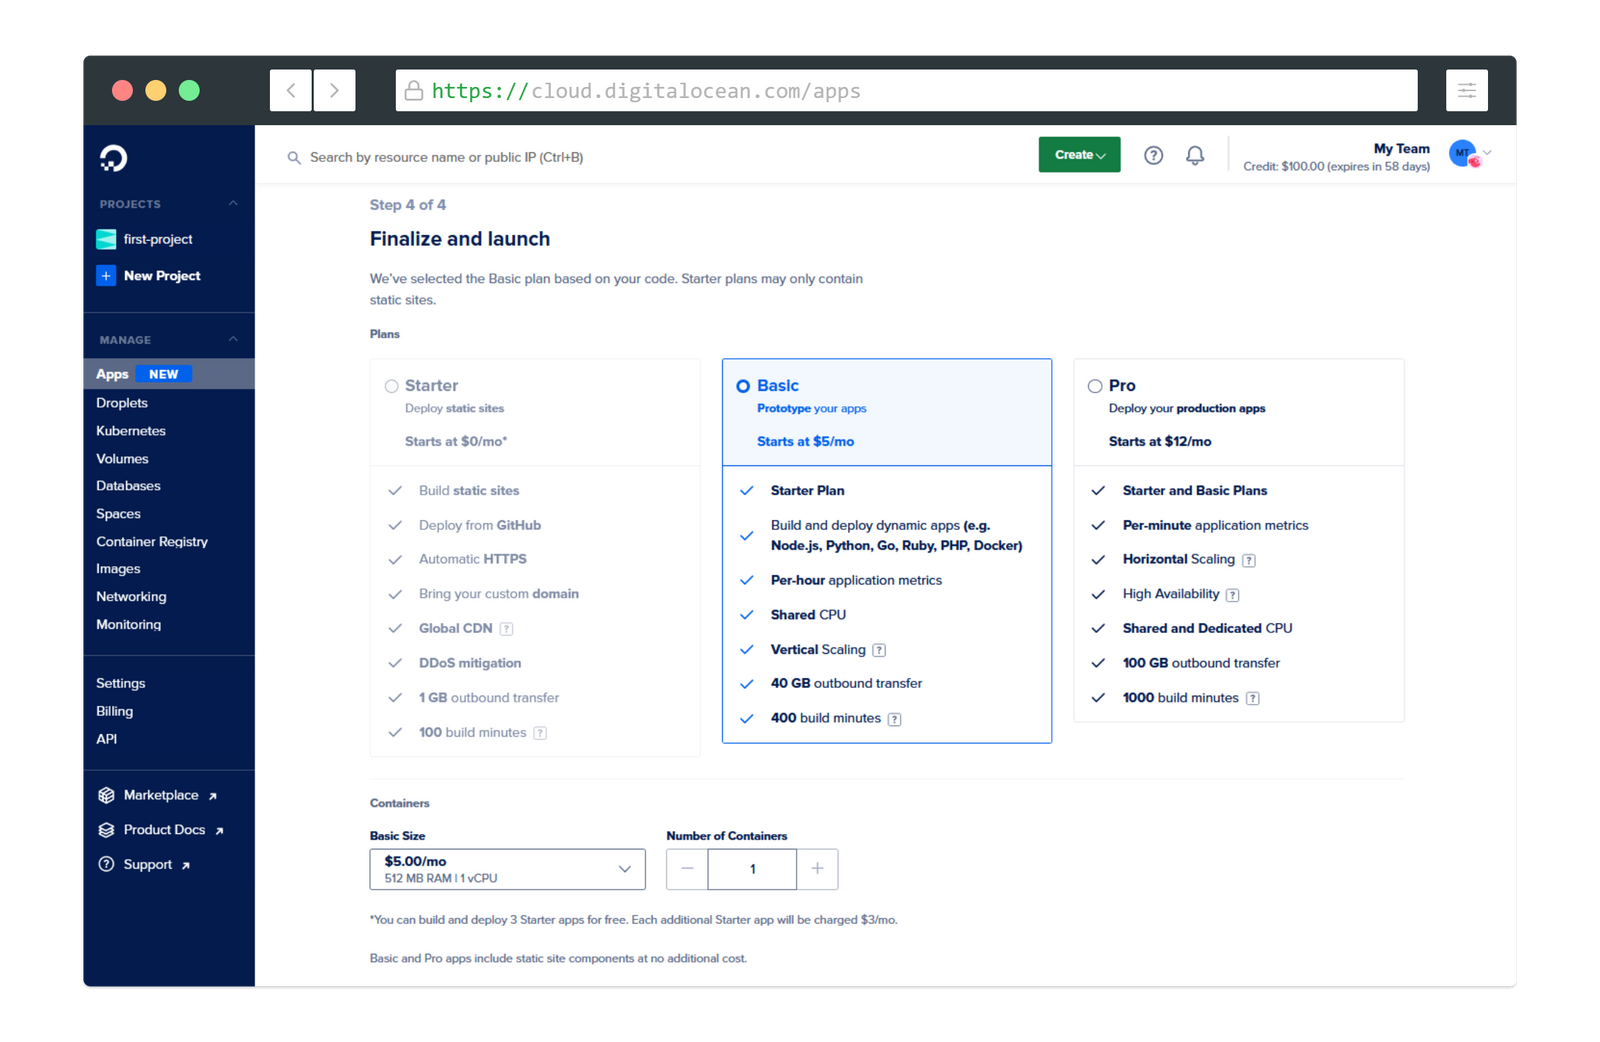 https://cloud.digitalocean.com/apps
Search by resource name or public IP (Ctrl+B)
Create
My Team
Credit: $100.00 (expires in 58 days)
MT
PROJECTS
first-project
New Project
MANAGE
Apps NEW
Droplets
Kubernetes
Volumes
Databases
Spaces
Container Registry
Images
Networking
Monitoring
Settings
Billing
API
Marketplace
Product Docs
Support
Step 4 of 4
Finalize and launch
We've selected the Basic plan based on your code. Starter plans may only contain
static sites.
Plans
Starter
Deploy static sites
Starts at $0/mo*
Build static sites
Deploy from GitHub
Automatic HTTPS
Bring your custom domain
Global CDN ?
DDoS mitigation
1 GB outbound transfer
100 build minutes ?
Basic
Prototype your apps
Starts at $5/mo
Starter Plan
Build and deploy dynamic apps (e.g.
Node.js, Python, Go, Ruby, PHP, Docker)
Per-hour application metrics
Shared CPU
Vertical Scaling ?
40 GB outbound transfer
400 build minutes ?
Pro
Deploy your production apps
Starts at $12/mo
Starter and Basic Plans
Per-minute application metrics
Horizontal Scaling ?
High Availability ?
Shared and Dedicated CPU
100 GB outbound transfer
1000 build minutes ?
Containers
Basic Size
$5.00/mo
512 MB RAM | 1 vCPU
Number of Containers
1
*You can build and deploy 3 Starter apps for free. Each additional Starter app will be charged $3/mo.
Basic and Pro apps include static site components at no additional cost.